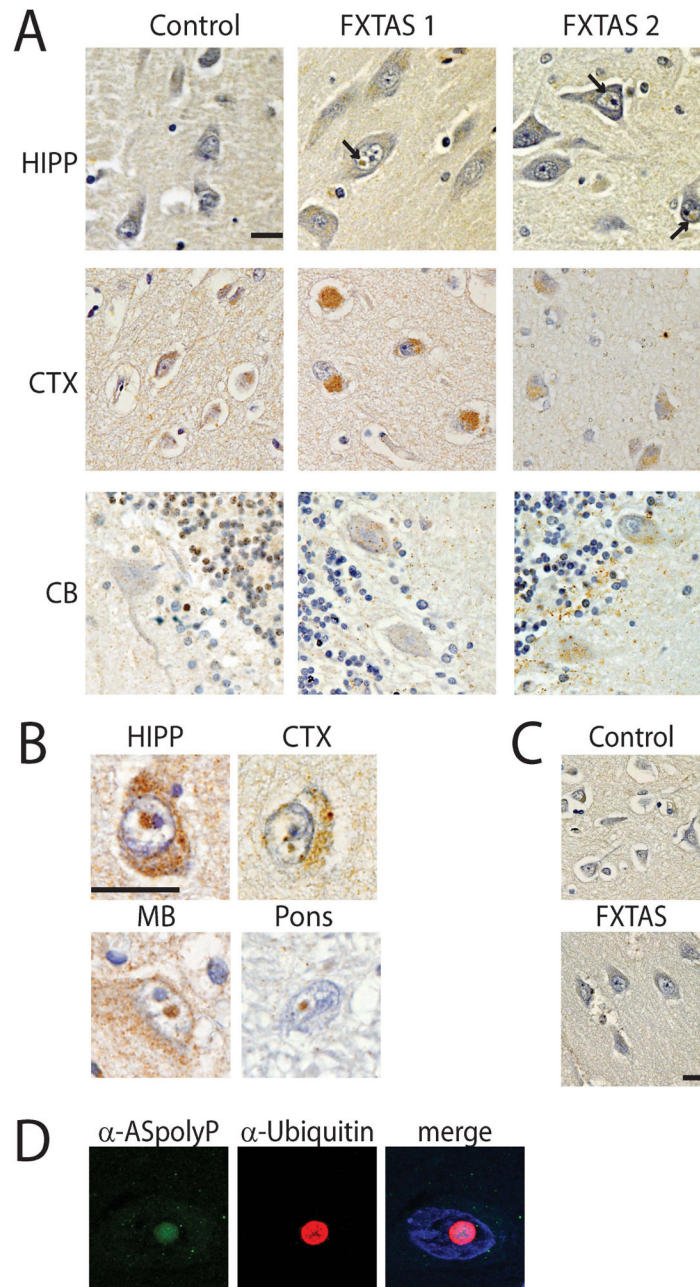 A
Control FXTAS 1 FXTAS 2
HIPP
CTX
CB
B C
HIPP CTX Control
MB Pons FXTAS
D
α-ASpolyP α-Ubiquitin merge